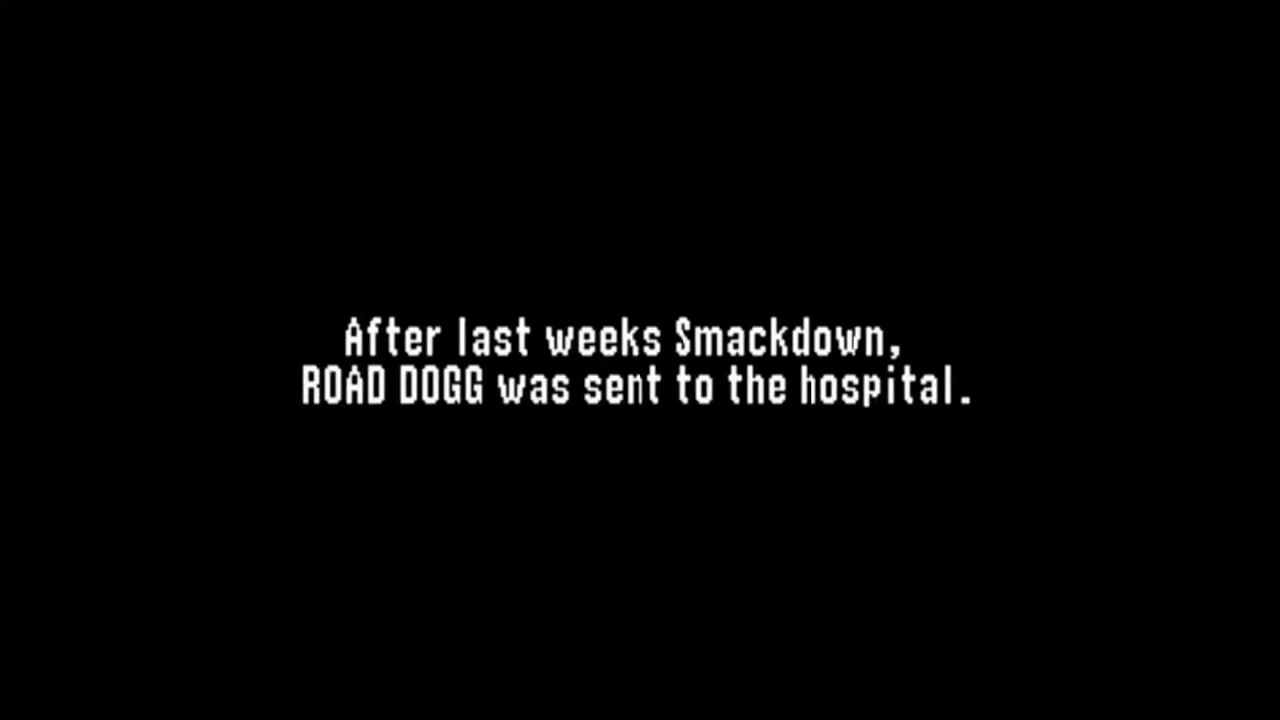 After last weeks Smackdown,
ROAD DOGG was sent to the hospital.